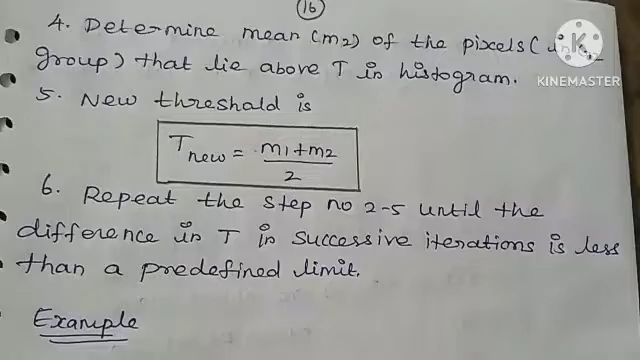 16
4. Determine mean (m2) of the pixels (in
group) that lie above T in histogram.
KINEMASTER
5. New threshold is
T new = m1+m2
2
6. Repeat the step no 2-5 until the
difference in T in successive iterations is less
than a predefined limit.
Example